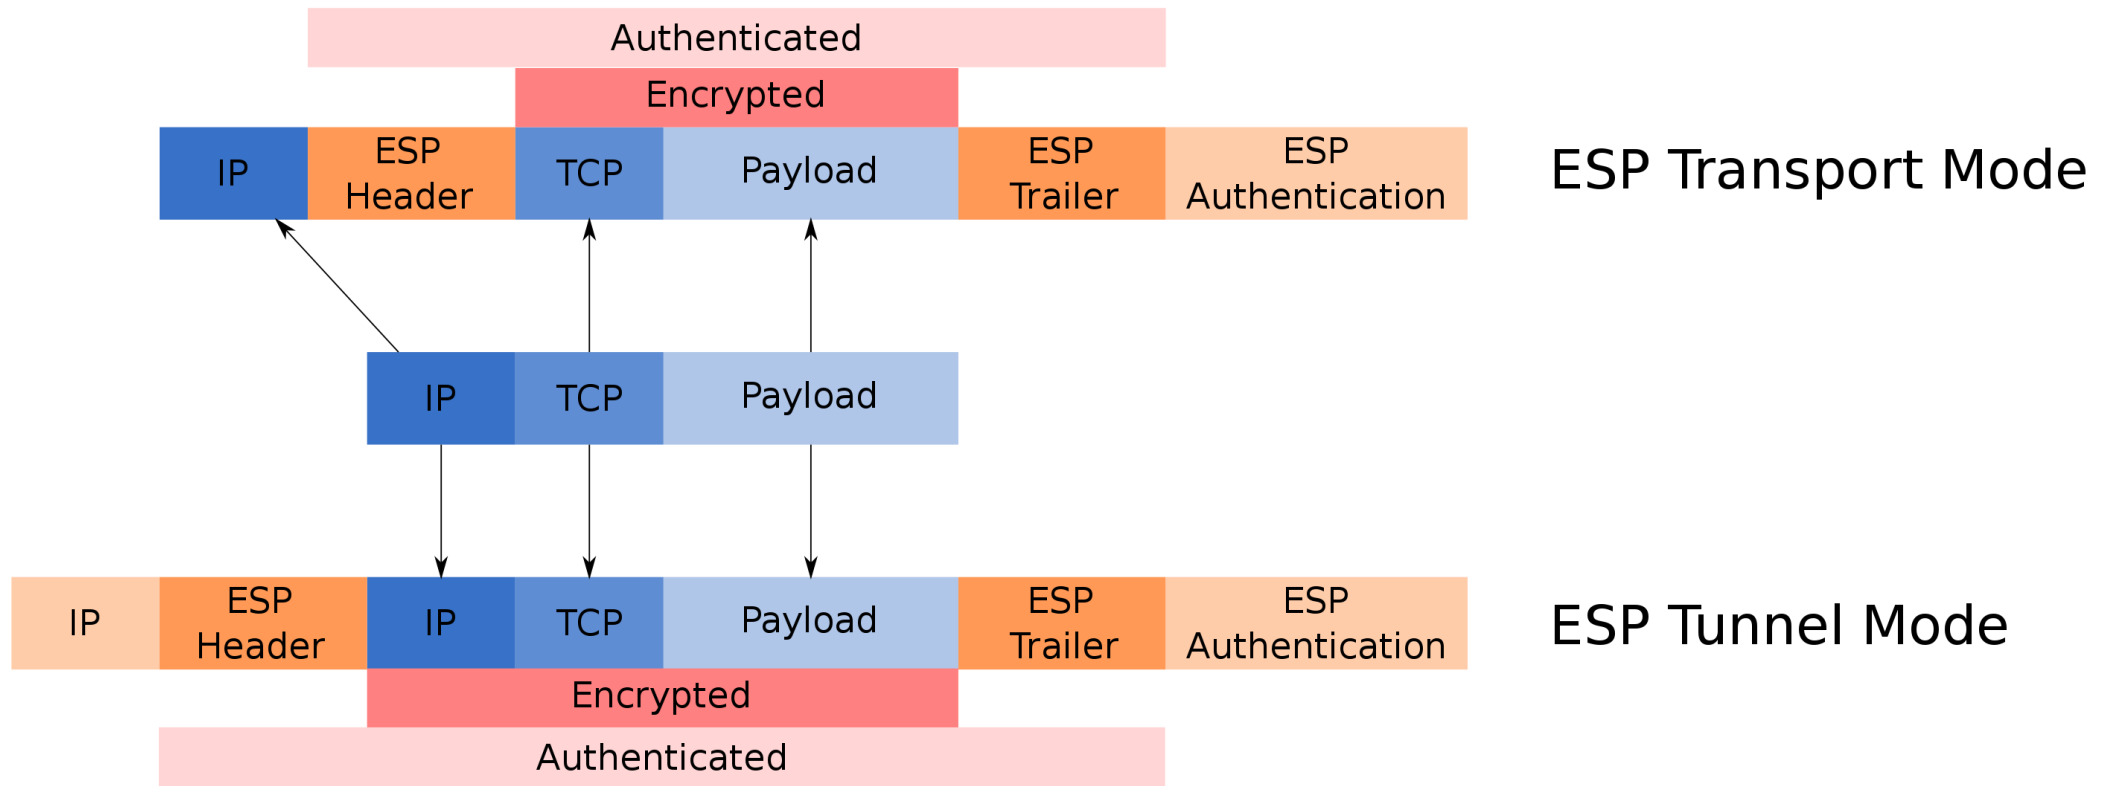 Authenticated
Encrypted
IP
ESP
Header
TCP
Payload
ESP
Trailer
ESP
Authentication
ESP Transport Mode
IP
TCP
Payload
IP
ESP
Header
IP
TCP
Payload
ESP
Trailer
ESP
Authentication
ESP Tunnel Mode
Encrypted
Authenticated